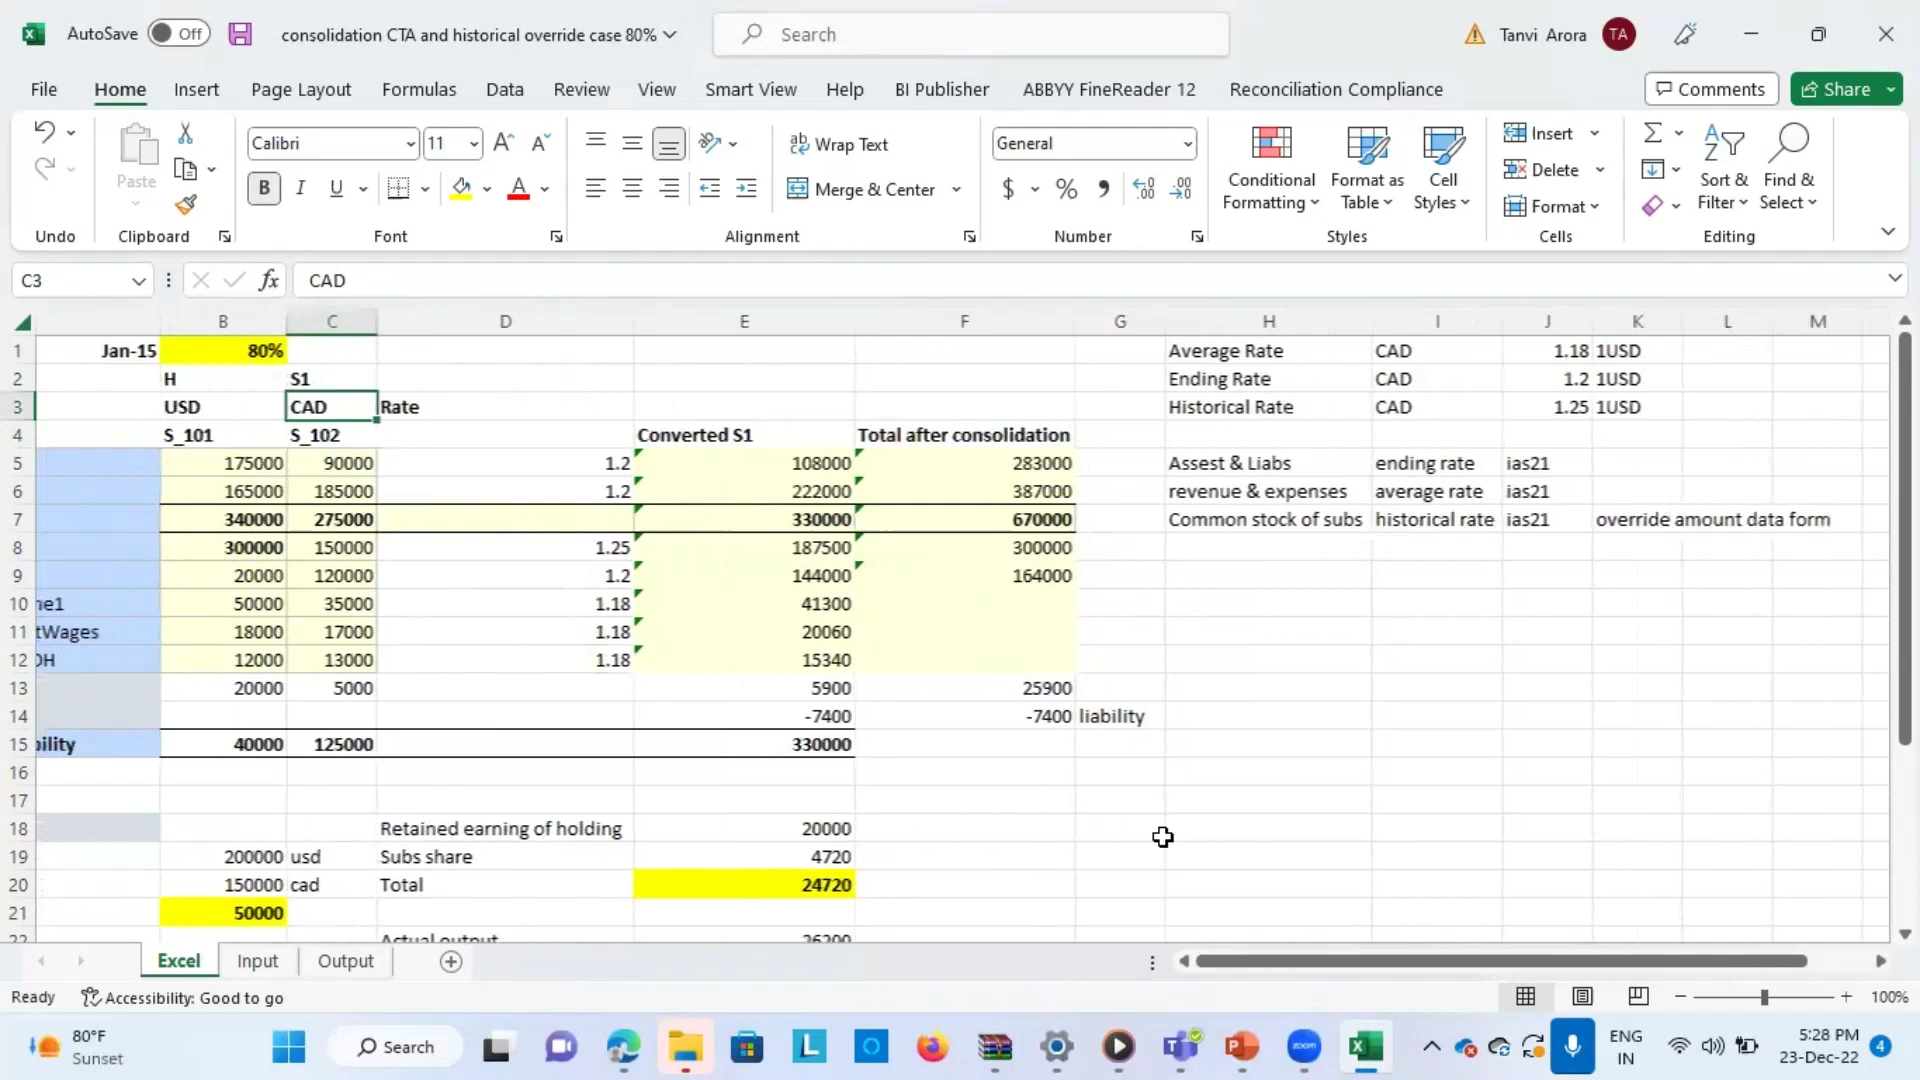 AutoSave Off consolidation CTA and historical override case 80% Search Tanvi Arora TA
File Home Insert Page Layout Formulas Data Review View Smart View Help BI Publisher ABBYY FineReader 12 Reconciliation Compliance Comments Share
Calibri 11 Wrap Text General Insert
Paste Conditional Formatting Format as Table Cell Styles Delete Sort & Filter Find & Select
B I U A Merge & Center $ % Format
Undo Clipboard Font Alignment Number Styles Cells Editing
C3 fx CAD
B C D E F G H I J K L M
1 Jan-15 80% Average Rate CAD 1.18 1USD
2 H S1 Ending Rate CAD 1.2 1USD
3 USD CAD Rate Historical Rate CAD 1.25 1USD
4 S_101 S_102 Converted S1 Total after consolidation
5 175000 90000 1.2 108000 283000 Assest & Liabs ending rate ias21
6 165000 185000 1.2 222000 387000 revenue & expenses average rate ias21
7 340000 275000 330000 670000 Common stock of subs historical rate ias21 override amount data form
8 300000 150000 1.25 187500 300000
9 20000 120000 1.2 144000 164000
10 ne1 50000 35000 1.18 41300
11 tWages 18000 17000 1.18 20060
12 OH 12000 13000 1.18 15340
13 20000 5000 5900 25900
14 -7400 -7400 liability
15 bility 40000 125000 330000
16
17
18 Retained earning of holding 20000
19 200000 usd Subs share 4720
20 150000 cad Total 24720
21 50000
22 Actual output 26200
Excel Input Output
Ready Accessibility: Good to go 100%
80°F
Sunset
Search
zoom
ENG
IN
5:28 PM
23-Dec-22
4